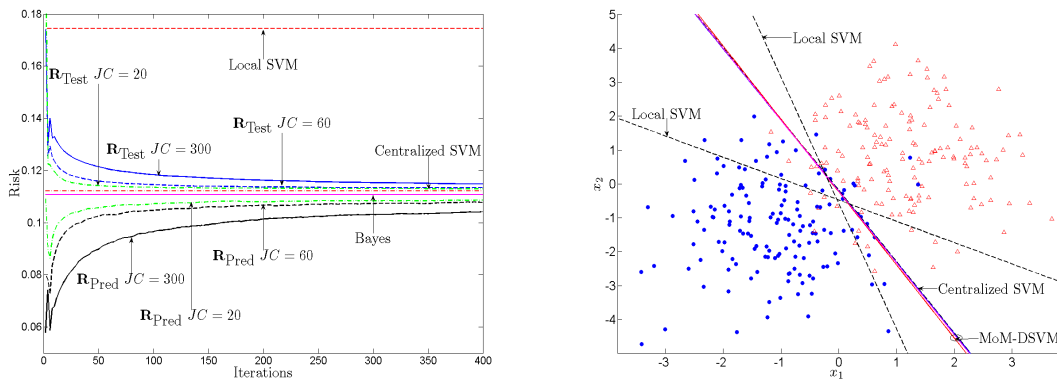 0.18
0.16
0.14
0.12
0.1
0.08
0.06
Risk
0
50
100
150
200
250
300
350
400
Iterations
Local SVM
R_Test JC = 20
R_Test JC = 60
R_Test JC = 300
Centralized SVM
Bayes
R_Pred JC = 60
R_Pred JC = 300
R_Pred JC = 20
5
4
3
2
1
0
-1
-2
-3
-4
x_2
-3
-2
-1
0
1
2
3
x_1
Local SVM
Local SVM
Centralized SVM
MoM-DSVM